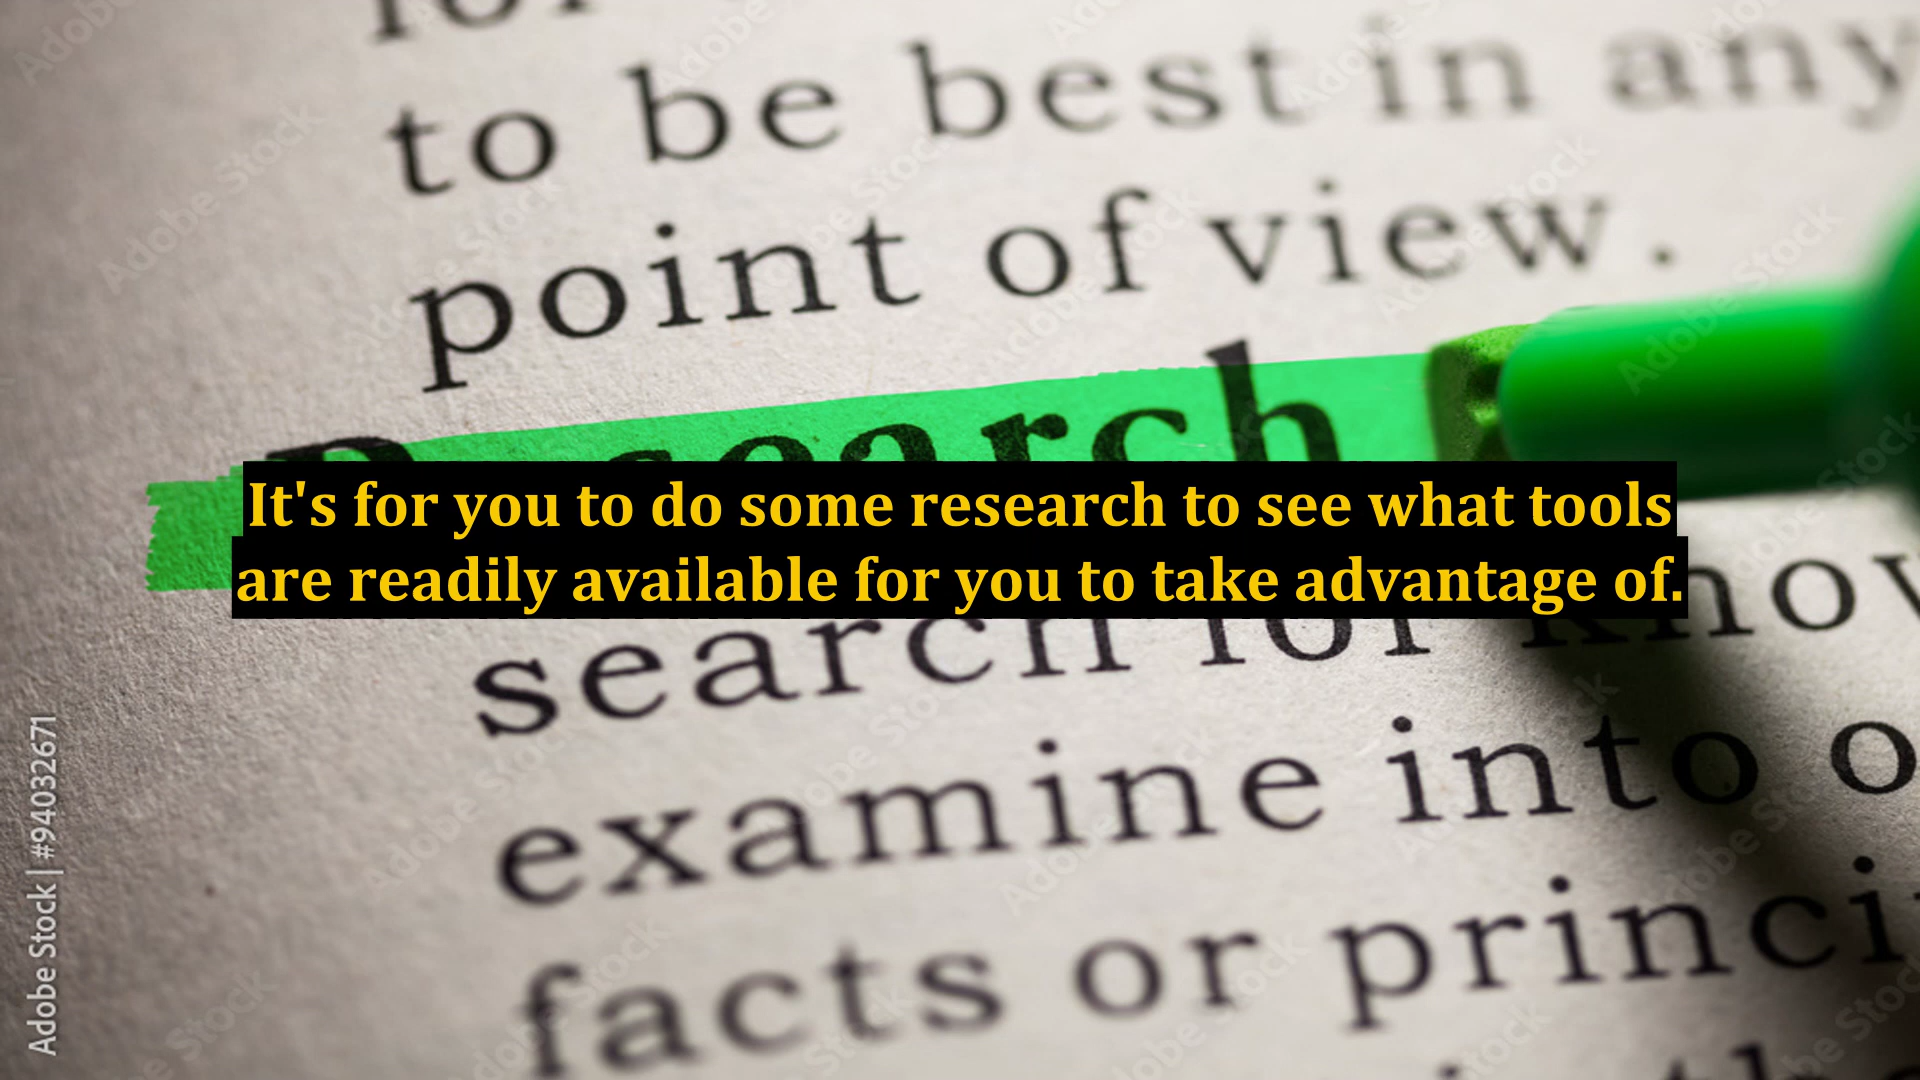 to be best in any
point of view.
Research
It's for you to do some research to see what tools
are readily available for you to take advantage of.
search for know
examine into o
facts or princi
Adobe Stock | #94032671